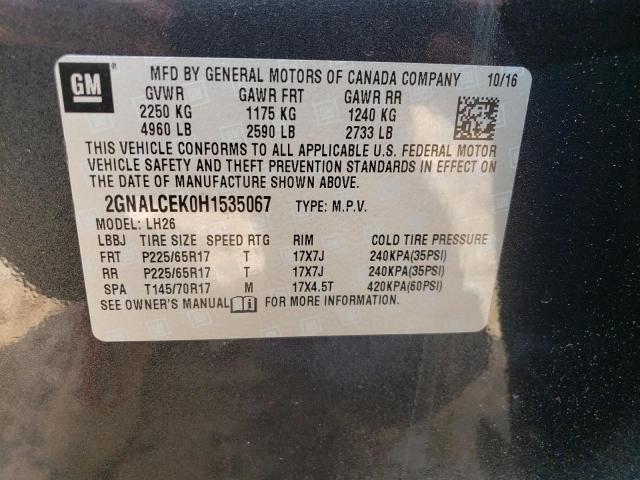 GM ® MFD BY GENERAL MOTORS OF CANADA COMPANY 10/16
GVWR GAWR FRT GAWR RR
2250 KG 1175 KG 1240 KG
4960 LB 2590 LB 2733 LB
THIS VEHICLE CONFORMS TO ALL APPLICABLE U.S. FEDERAL MOTOR
VEHICLE SAFETY AND THEFT PREVENTION STANDARDS IN EFFECT ON
THE DATE OF MANUFACTURE SHOWN ABOVE.
2GNALCEK0H1535067 TYPE: M.P.V.
MODEL: LH26
LBBJ TIRE SIZE SPEED RTG RIM COLD TIRE PRESSURE
FRT P225/65R17 T 17X7J 240KPA(35PSI)
RR P225/65R17 T 17X7J 240KPA(35PSI)
SPA T145/70R17 M 17X4.5T 420KPA(60PSI)
SEE OWNER'S MANUAL FOR MORE INFORMATION.